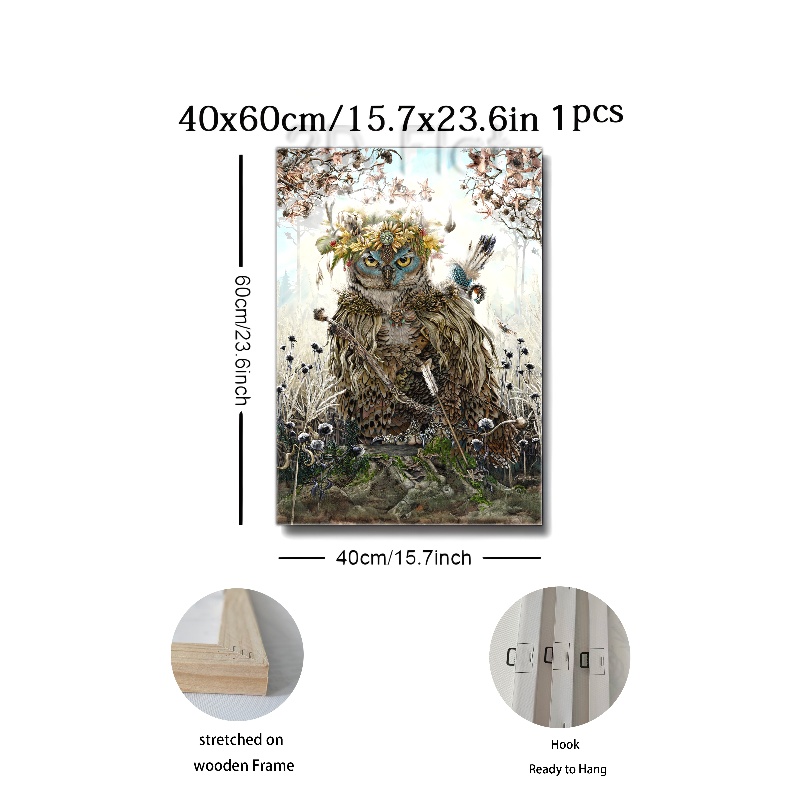 40x60cm/15.7x23.6in 1pcs
60cm/23.6inch
40cm/15.7inch
stretched on
wooden Frame
Hook
Ready to Hang